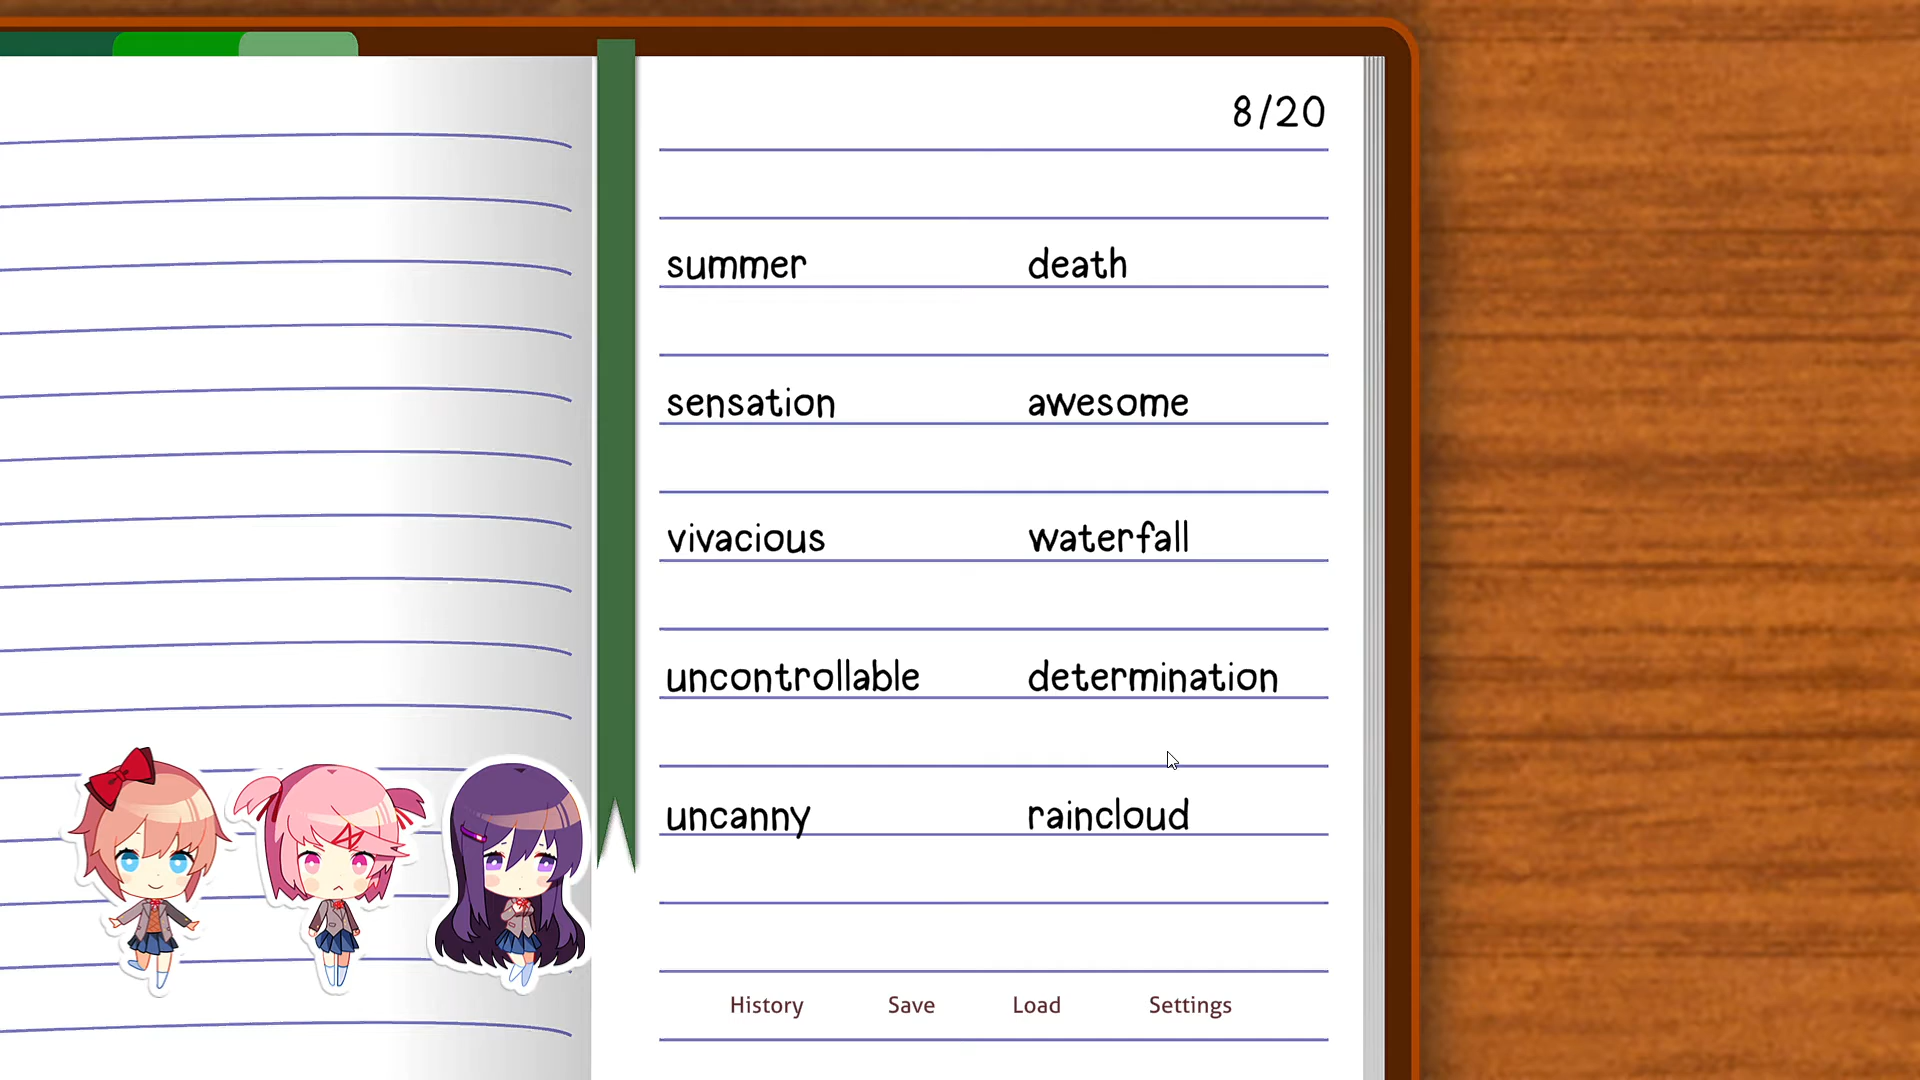 8/20
summer death
sensation awesome
vivacious waterfall
uncontrollable determination
uncanny raincloud
History Save Load Settings